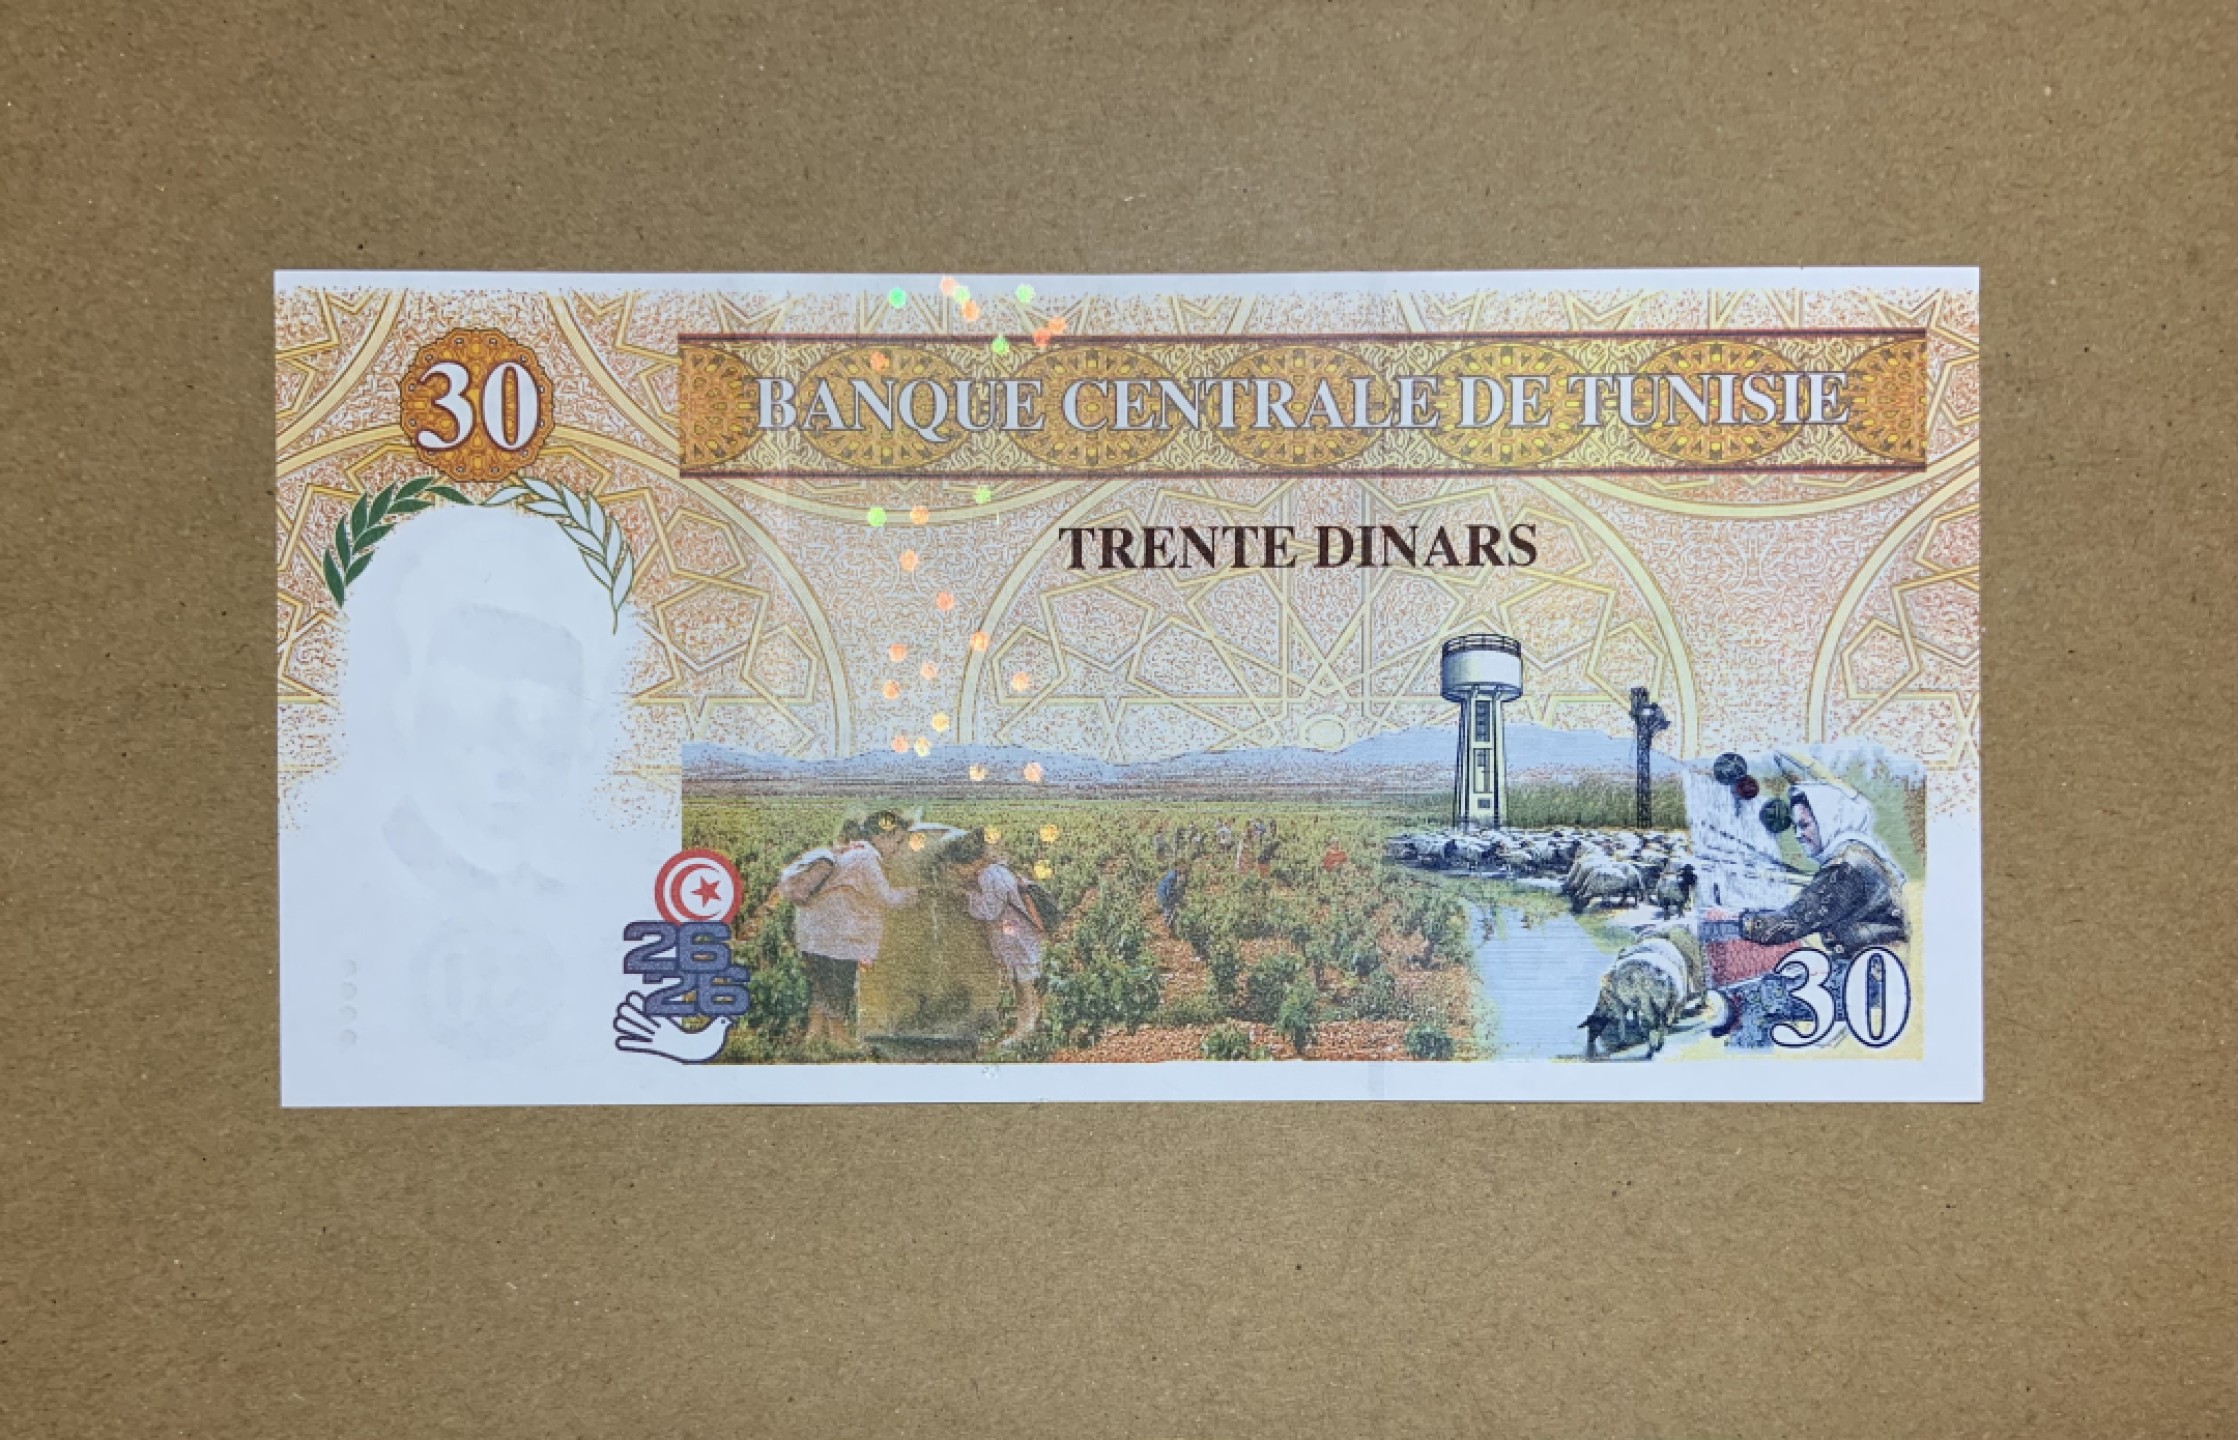 30
BANQUE CENTRALE DE TUNISIE
TRENTE DINARS
26
26
30